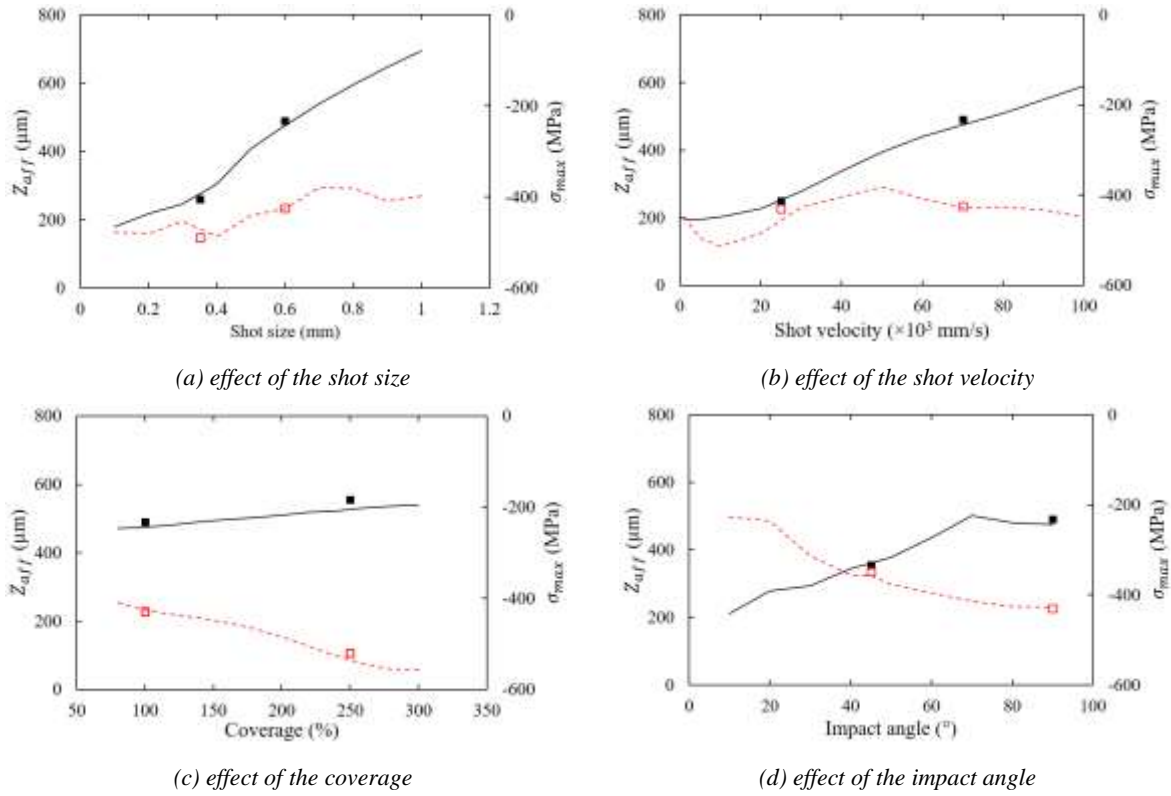 800
600
400
200
0
Z_aff (µm)
0
-200
-400
-600
σ_max (MPa)
0 0.2 0.4 0.6 0.8 1 1.2
Shot size (mm)
(a) effect of the shot size
800
600
400
200
0
Z_aff (µm)
0
-200
-400
-600
σ_max (MPa)
0 20 40 60 80 100
Shot velocity (×10³ mm/s)
(b) effect of the shot velocity
800
600
400
200
0
Z_aff (µm)
0
-200
-400
-600
σ_max (MPa)
50 100 150 200 250 300 350
Coverage (%)
(c) effect of the coverage
800
600
400
200
0
Z_aff (µm)
0
-200
-400
-600
σ_max (MPa)
0 20 40 60 80 100
Impact angle (°)
(d) effect of the impact angle